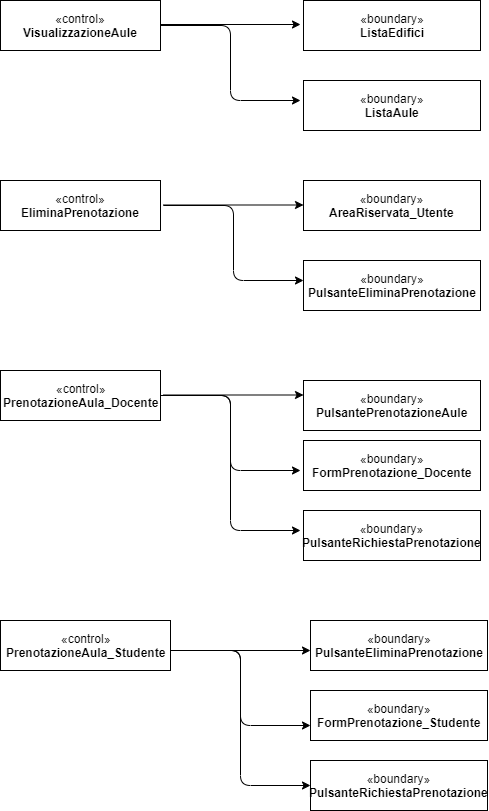 «control»
VisualizzazioneAule
«boundary»
ListaEdifici
«boundary»
ListaAule
«control»
EliminaPrenotazione
«boundary»
AreaRiservata_Utente
«boundary»
PulsanteEliminaPrenotazione
«control»
PrenotazioneAula_Docente
«boundary»
PulsantePrenotazioneAule
«boundary»
FormPrenotazione_Docente
«boundary»
PulsanteRichiestaPrenotazione
«control»
PrenotazioneAula_Studente
«boundary»
PulsanteEliminaPrenotazione
«boundary»
FormPrenotazione_Studente
«boundary»
PulsanteRichiestaPrenotazione